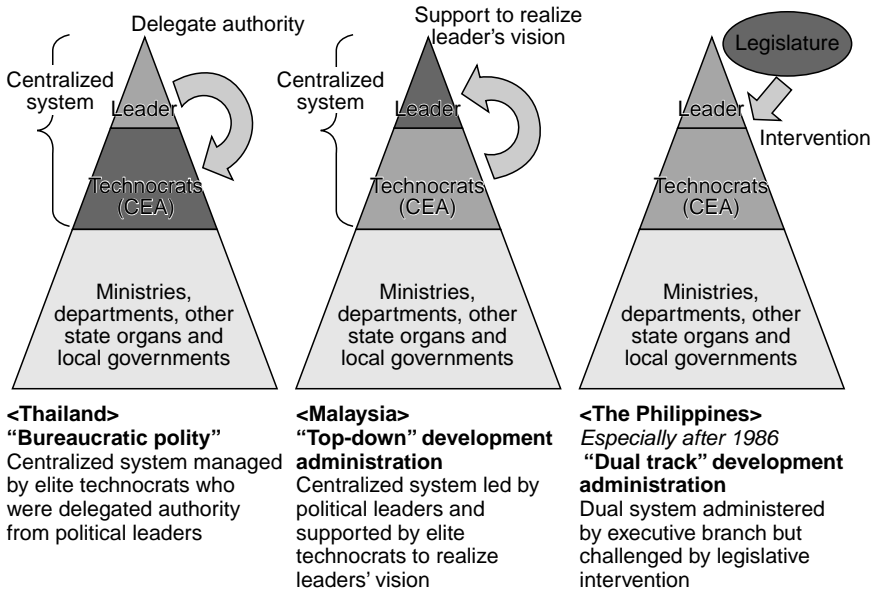 Delegate authority
Centralized
system
Leader
Technocrats
(CEA)
Ministries,
departments, other
state organs and
local governments
<Thailand>
“Bureaucratic polity”
Centralized system managed
by elite technocrats who
were delegated authority
from political leaders
Support to realize
leader’s vision
Centralized
system
Leader
Technocrats
(CEA)
Ministries,
departments, other
state organs and
local governments
<Malaysia>
“Top-down” development
administration
Centralized system led by
political leaders and
supported by elite
technocrats to realize
leaders’ vision
Legislature
Leader
Intervention
Technocrats
(CEA)
Ministries,
departments, other
state organs and
local governments
<The Philippines>
Especially after 1986
“Dual track” development
administration
Dual system administered
by executive branch but
challenged by legislative
intervention